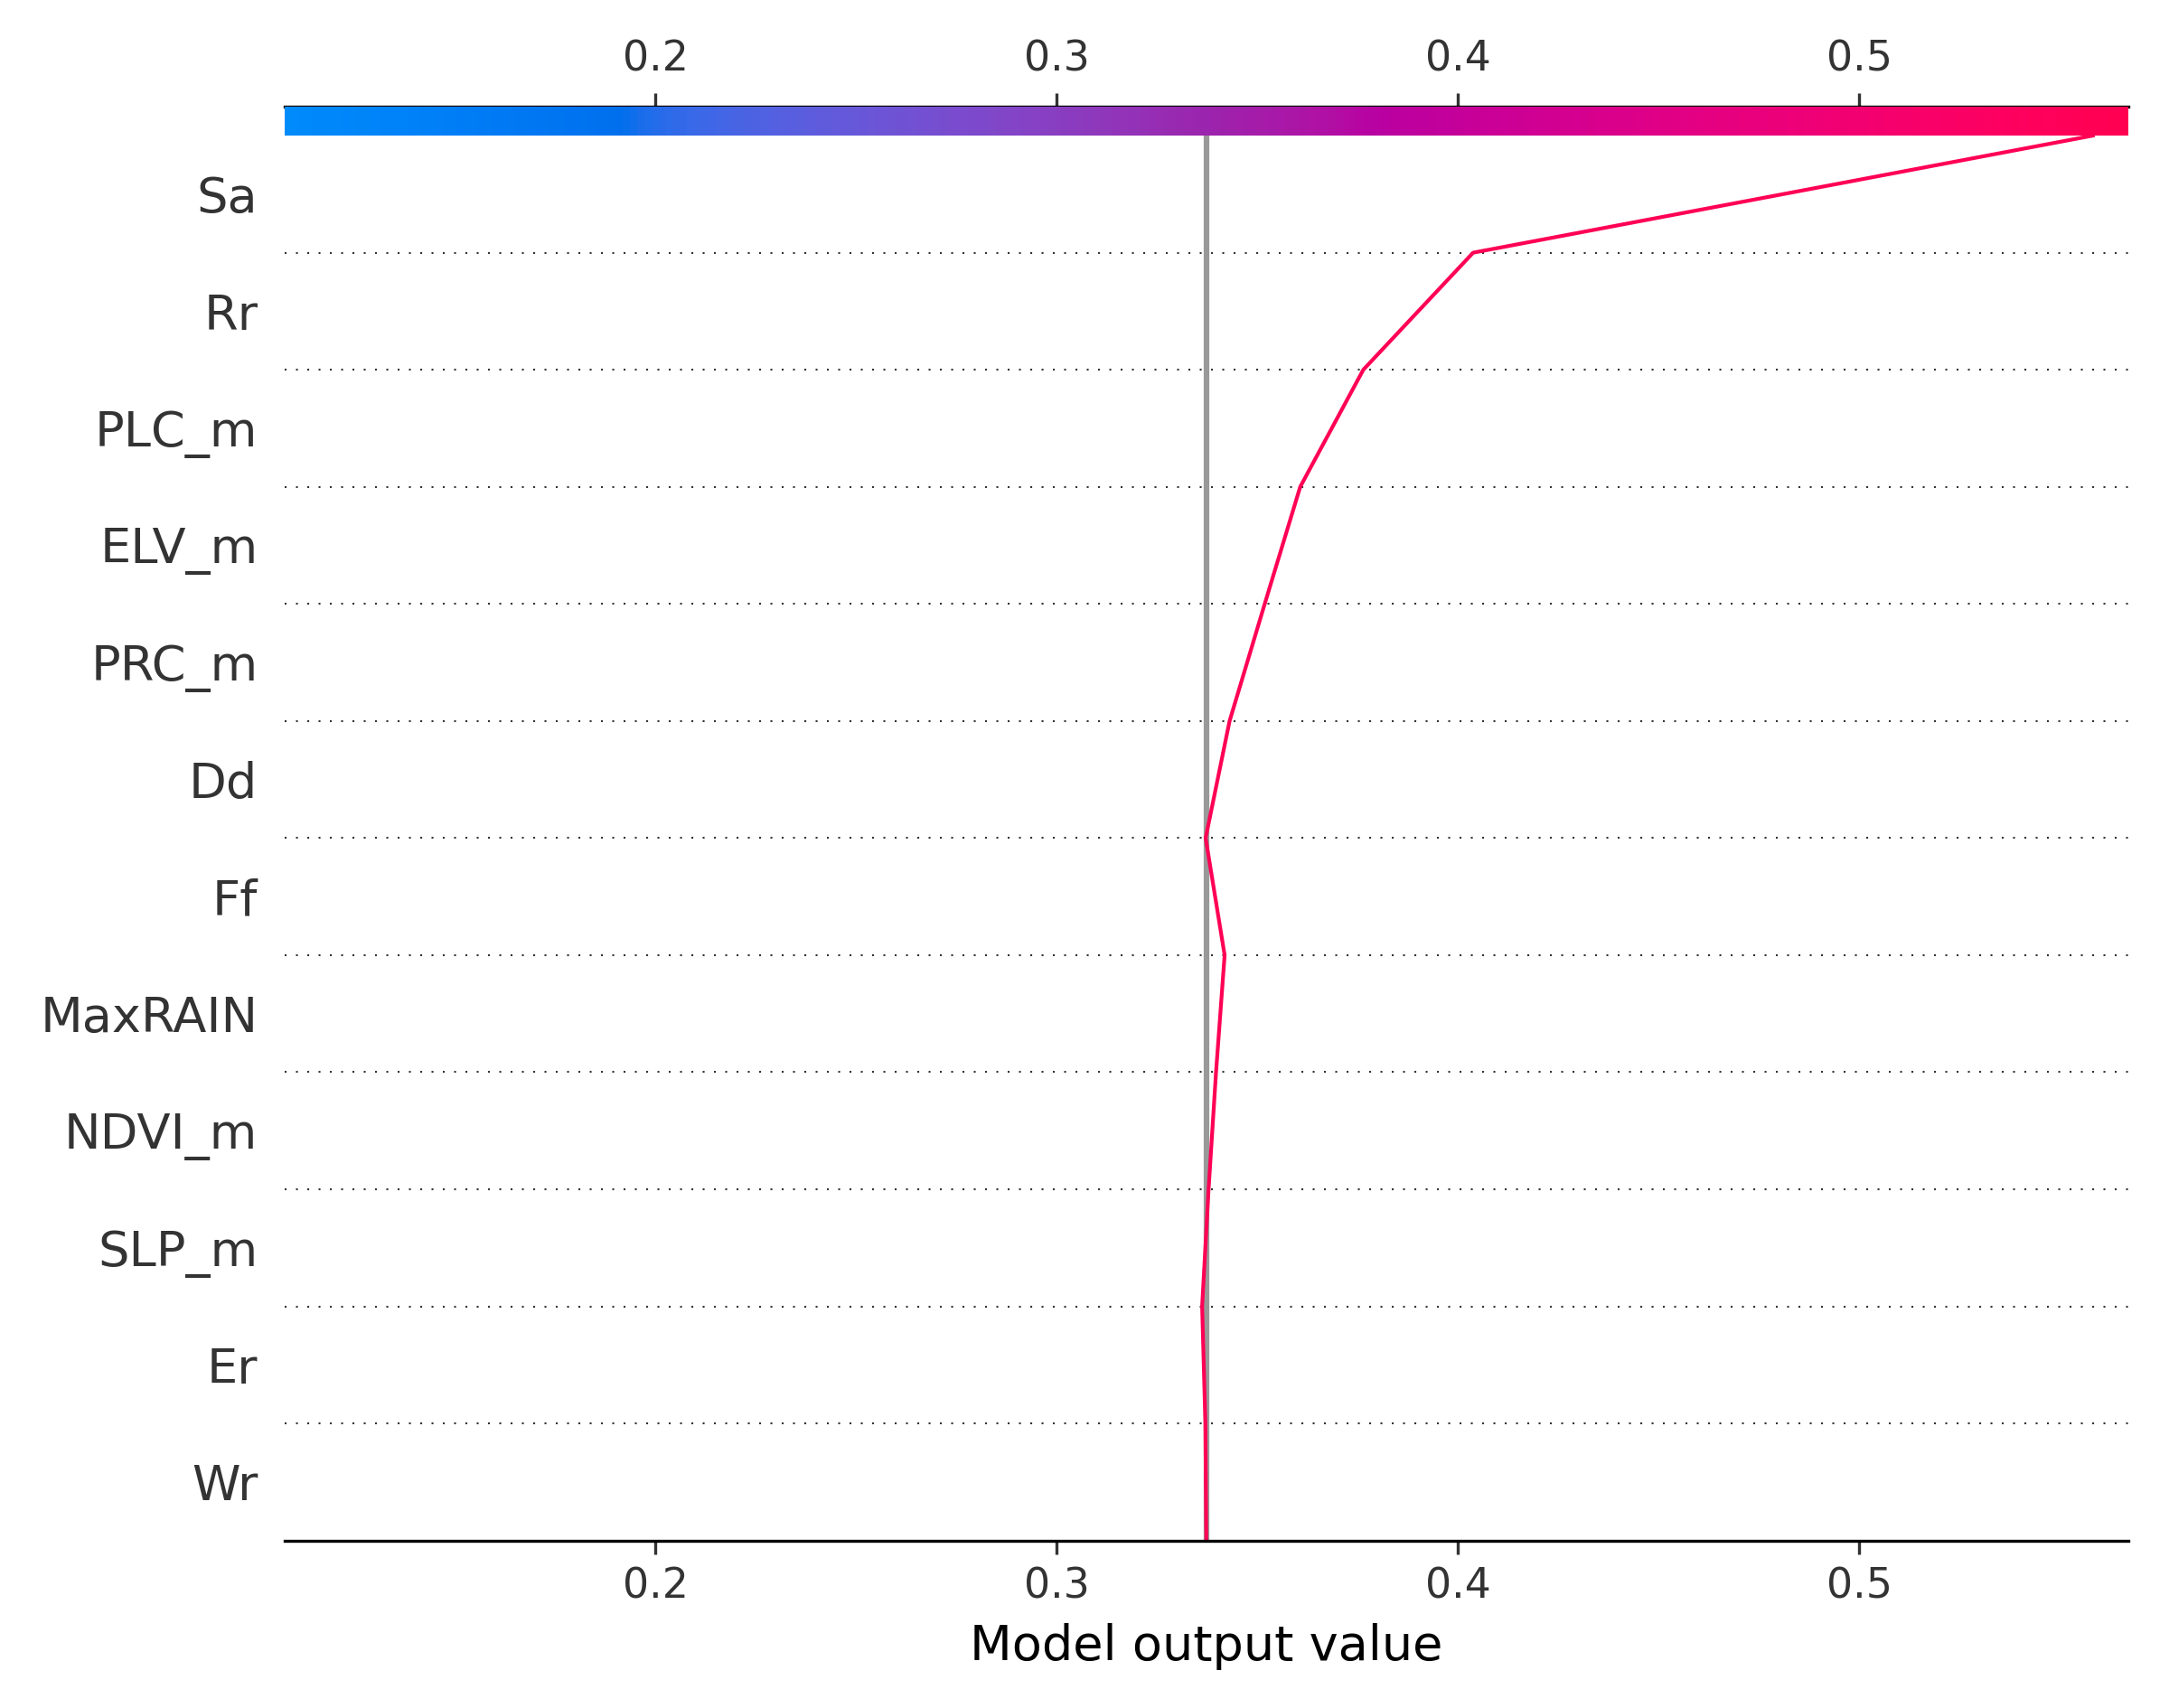 0.2 0.3 0.4 0.5
Sa
Rr
PLC_m
ELV_m
PRC_m
Dd
Ff
MaxRAIN
NDVI_m
SLP_m
Er
Wr
0.2 0.3 0.4 0.5
Model output value